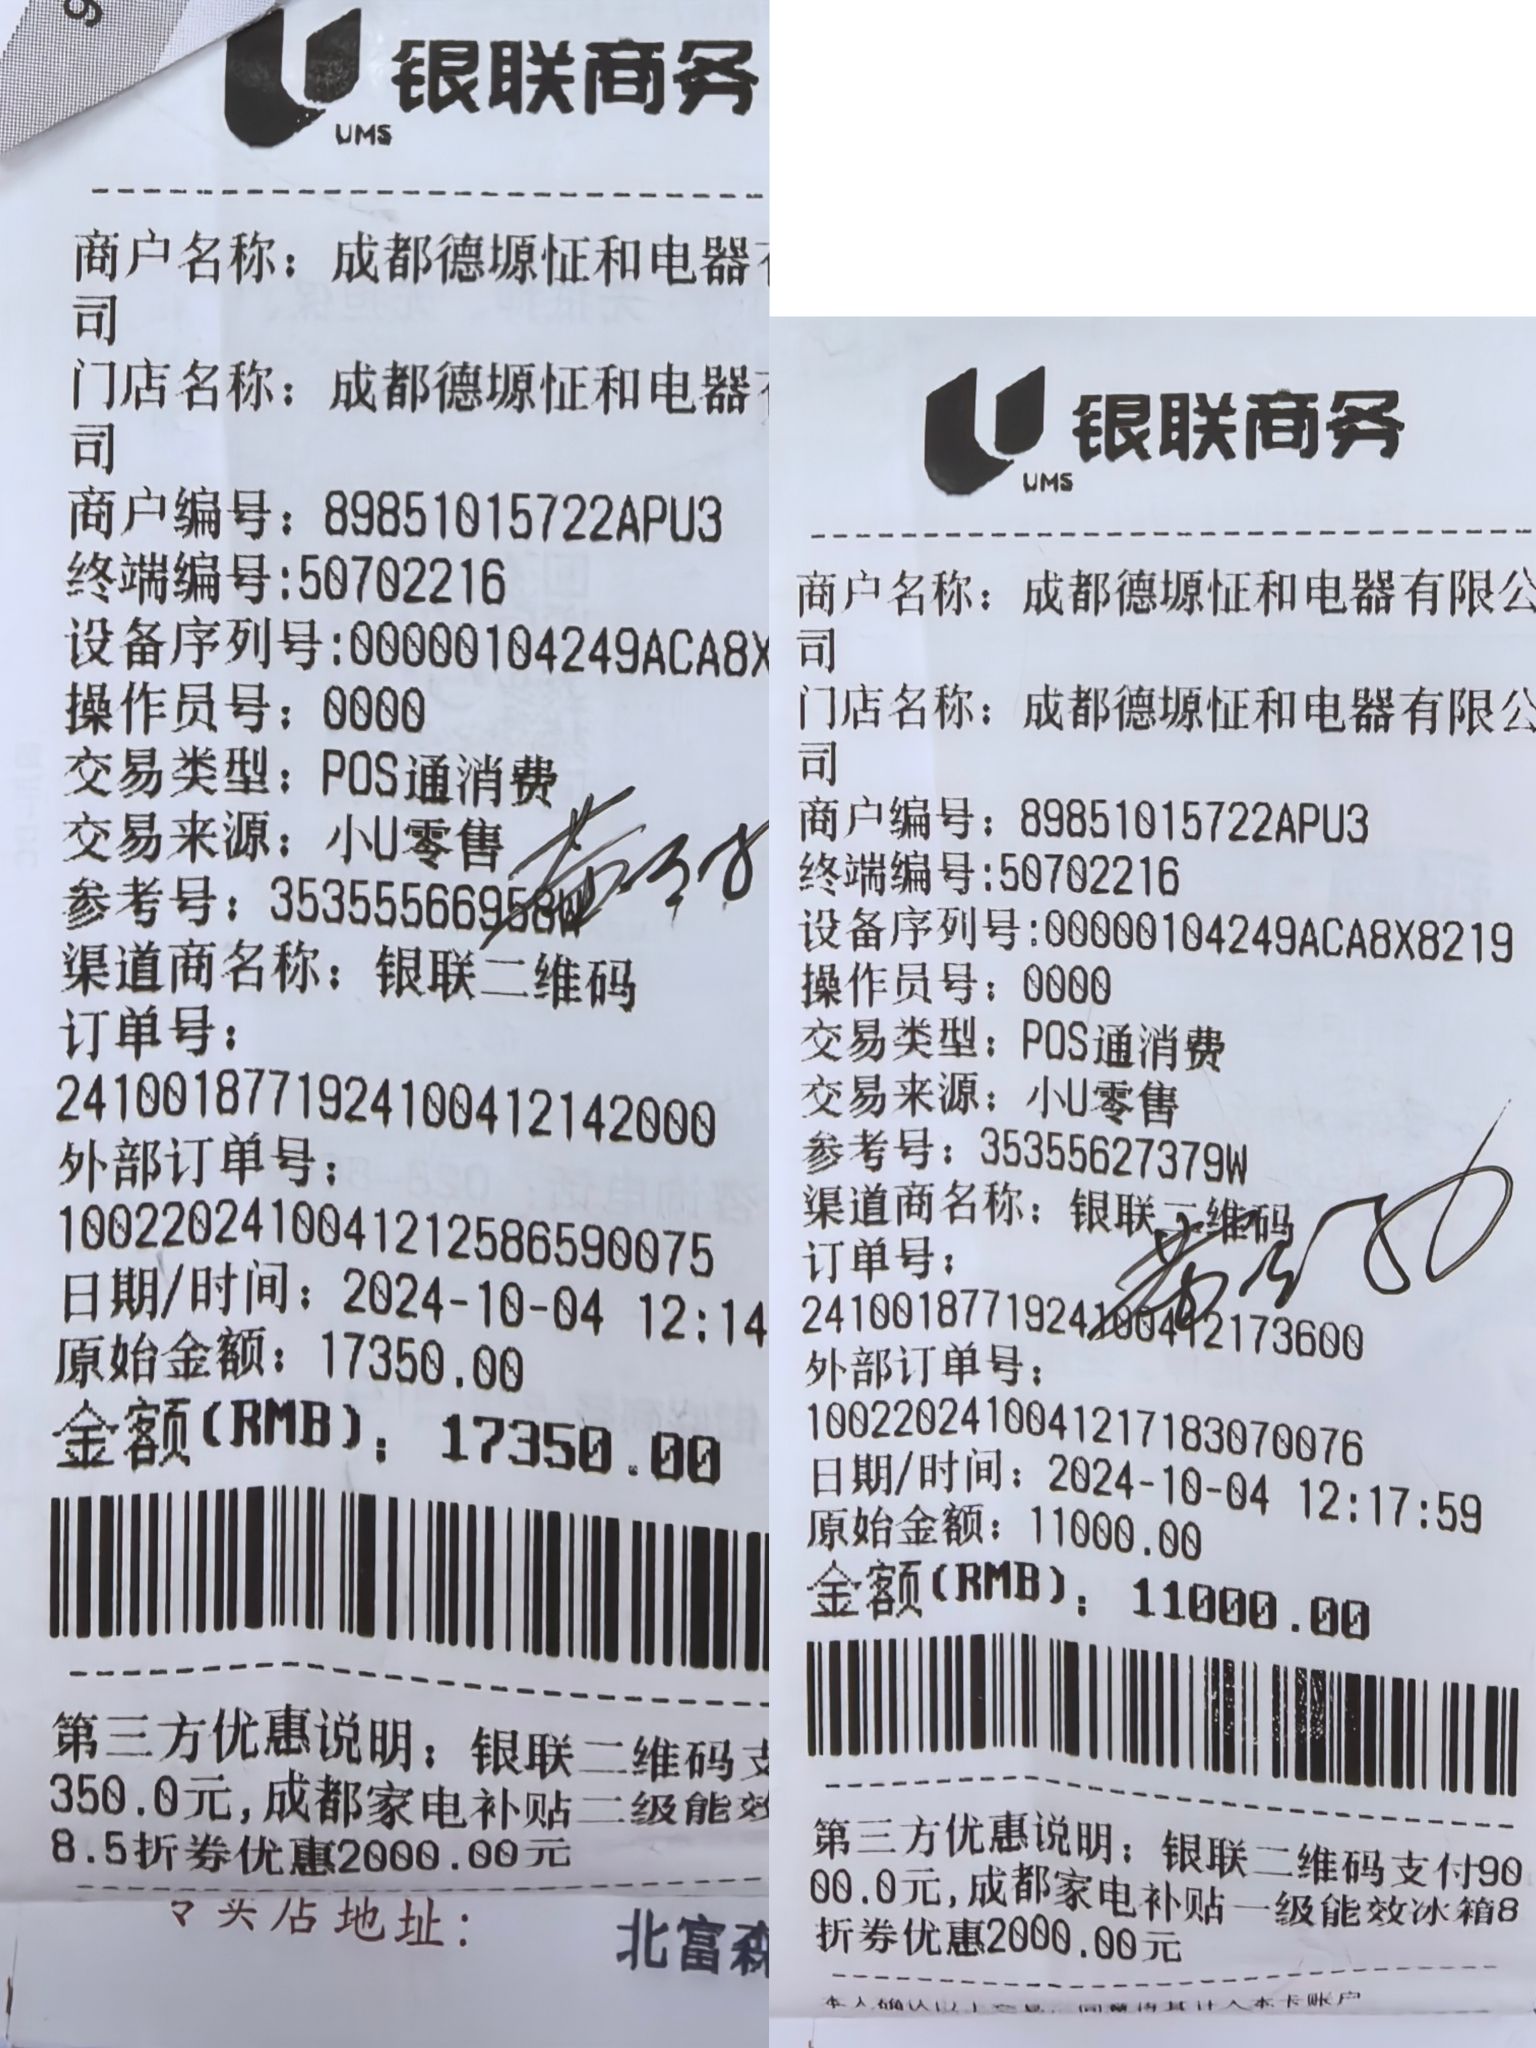 银联商务
UMS
商户名称：成都德塬怔和电器有
司
门店名称：成都德塬怔和电器有
司
商户编号：89851015722APU3
终端编号:50702216
设备序列号:00000104249ACA8X
操作员号：0000
交易类型：POS通消费
交易来源：小U零售
参考号：35355566958W
渠道商名称：银联二维码
订单号：
241001877192410041214​2000
外部订单号：
1002202410041212586590075
日期/时间：2024-10-04 12:14
原始金额：17350.00
金额(RMB)：17350.00
第三方优惠说明：银联二维码支
350.0元,成都家电补贴二级能效
8.5折券优惠2000.00元
头店地址：
北富森
银联商务
UMS
商户名称：成都德塬怔和电器有限公
司
门店名称：成都德塬怔和电器有限公
司
商户编号：89851015722APU3
终端编号:50702216
设备序列号:00000104249ACA8X8219
操作员号：0000
交易类型：POS通消费
交易来源：小U零售
参考号：35355627379W
渠道商名称：银联二维码
订单号：
2410018771924100412173600
外部订单号：
1002202410041217183070076
日期/时间：2024-10-04 12:17:59
原始金额：11000.00
金额(RMB)：11000.00
第三方优惠说明：银联二维码支付90
00.0元,成都家电补贴一级能效冰箱8
折券优惠2000.00元